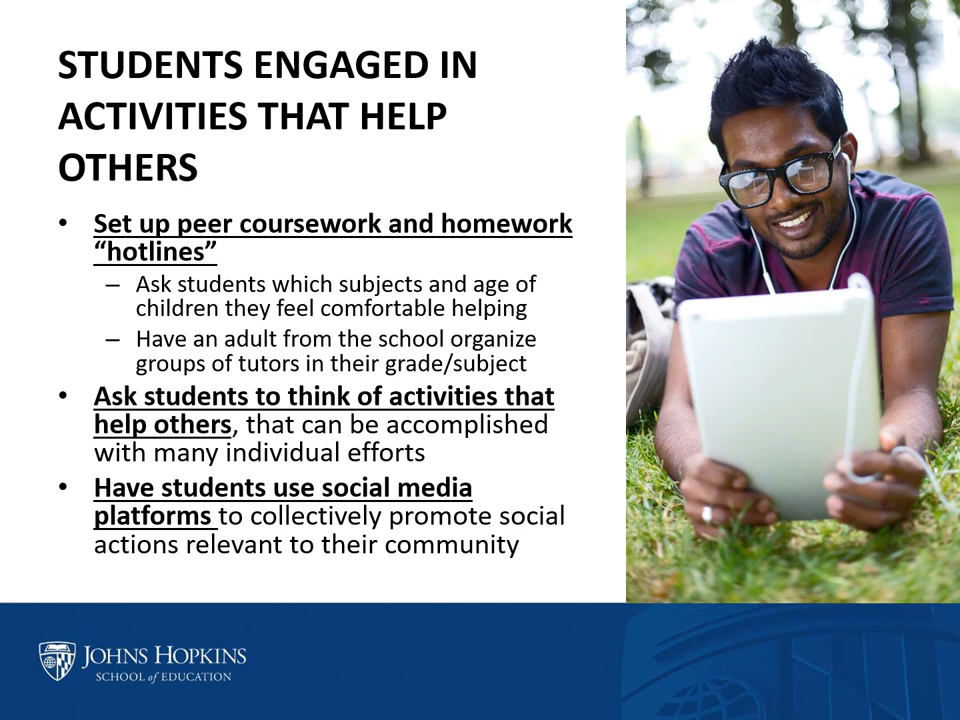 STUDENTS ENGAGED IN
ACTIVITIES THAT HELP
OTHERS
• Set up peer coursework and homework
“hotlines”
– Ask students which subjects and age of
children they feel comfortable helping
– Have an adult from the school organize
groups of tutors in their grade/subject
• Ask students to think of activities that
help others, that can be accomplished
with many individual efforts
• Have students use social media
platforms to collectively promote social
actions relevant to their community
JOHNS HOPKINS
SCHOOL of EDUCATION